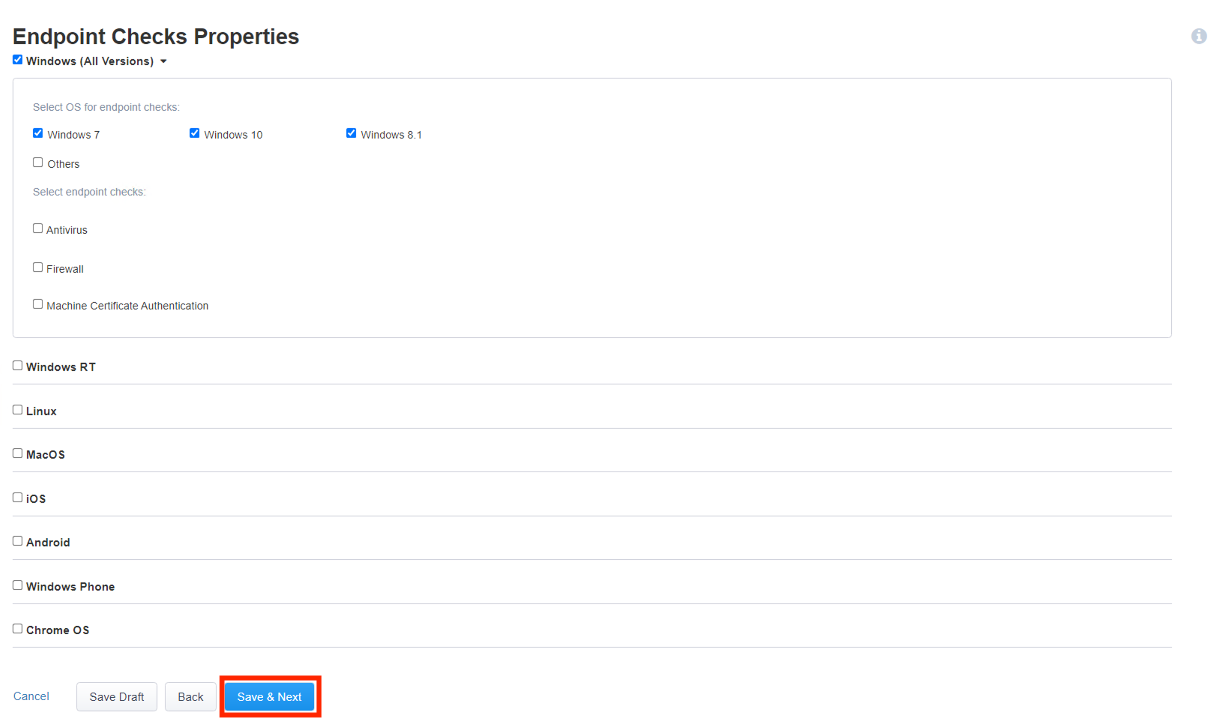 Endpoint Checks Properties
Windows (All Versions)
Select OS for endpoint checks:
Windows 7 Windows 10 Windows 8.1
Others
Select endpoint checks:
Antivirus
Firewall
Machine Certificate Authentication
Windows RT
Linux
MacOS
iOS
Android
Windows Phone
Chrome OS
Cancel Save Draft Back Save & Next